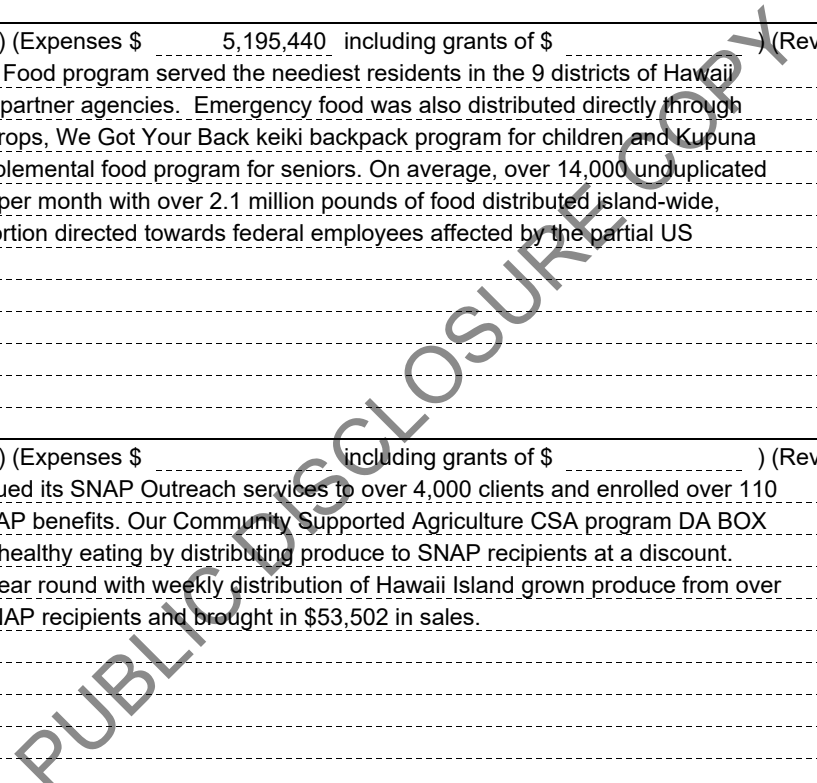 ) (Expenses $ 5,195,440 including grants of $ ) (Rev
Food program served the neediest residents in the 9 districts of Hawaii
partner agencies. Emergency food was also distributed directly through
rops, We Got Your Back keiki backpack program for children and Kupuna
plemental food program for seniors. On average, over 14,000 unduplicated
per month with over 2.1 million pounds of food distributed island-wide,
ortion directed towards federal employees affected by the partial US
) (Expenses $ including grants of $ ) (Rev
ued its SNAP Outreach services to over 4,000 clients and enrolled over 110
AP benefits. Our Community Supported Agriculture CSA program DA BOX
healthy eating by distributing produce to SNAP recipients at a discount.
ear round with weekly distribution of Hawaii Island grown produce from over
NAP recipients and brought in $53,502 in sales.
PUBLIC DISCLOSURE COPY